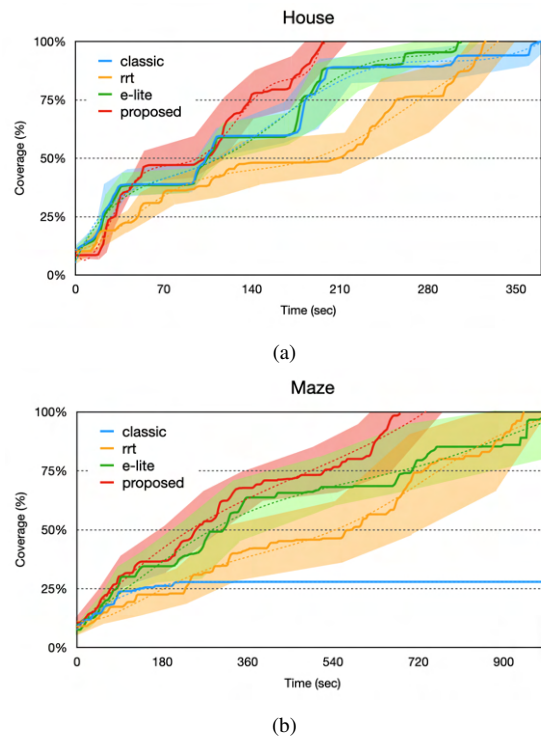 House
100%
75%
50%
25%
0%
Coverage (%)
classic
rrt
e-lite
proposed
0 70 140 210 280 350
Time (sec)
(a)
Maze
100%
75%
50%
25%
0%
Coverage (%)
classic
rrt
e-lite
proposed
0 180 360 540 720 900
Time (sec)
(b)